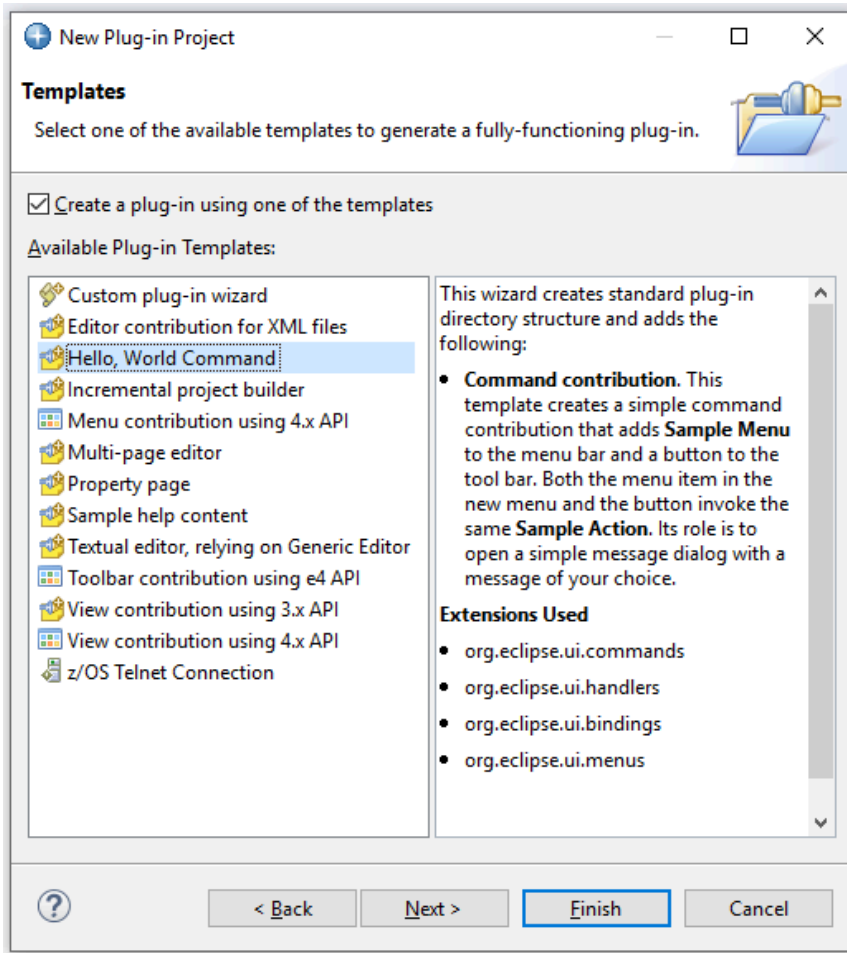 New Plug-in Project
Templates
Select one of the available templates to generate a fully-functioning plug-in.
Create a plug-in using one of the templates
Available Plug-in Templates:
Custom plug-in wizard
Editor contribution for XML files
Hello, World Command
Incremental project builder
Menu contribution using 4.x API
Multi-page editor
Property page
Sample help content
Textual editor, relying on Generic Editor
Toolbar contribution using e4 API
View contribution using 3.x API
View contribution using 4.x API
z/OS Telnet Connection
This wizard creates standard plug-in
directory structure and adds the
following:
• Command contribution. This
template creates a simple command
contribution that adds Sample Menu
to the menu bar and a button to the
tool bar. Both the menu item in the
new menu and the button invoke the
same Sample Action. Its role is to
open a simple message dialog with a
message of your choice.
Extensions Used
• org.eclipse.ui.commands
• org.eclipse.ui.handlers
• org.eclipse.ui.bindings
• org.eclipse.ui.menus
? < Back Next > Finish Cancel